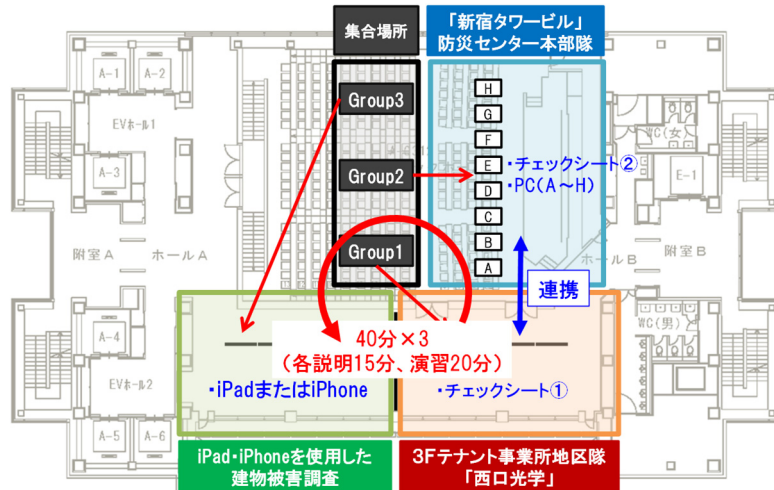 集合場所
「新宿タワービル」
防災センター本部隊
A-1
A-2
EVホール1
A-3
附室A
ホールA
A-4
EVホール2
A-5
A-6
Group3
Group2
Group1
H
G
F
E
D
C
B
A
・チェックシート②
・PC(A~H)
WC(女)
E-1
ホールB
附室B
WC(男)
連携
40分×3
(各説明15分、演習20分)
・iPadまたはiPhone
・チェックシート①
iPad・iPhoneを使用した
建物被害調査
3Fテナント事業所地区隊
「西口光学」